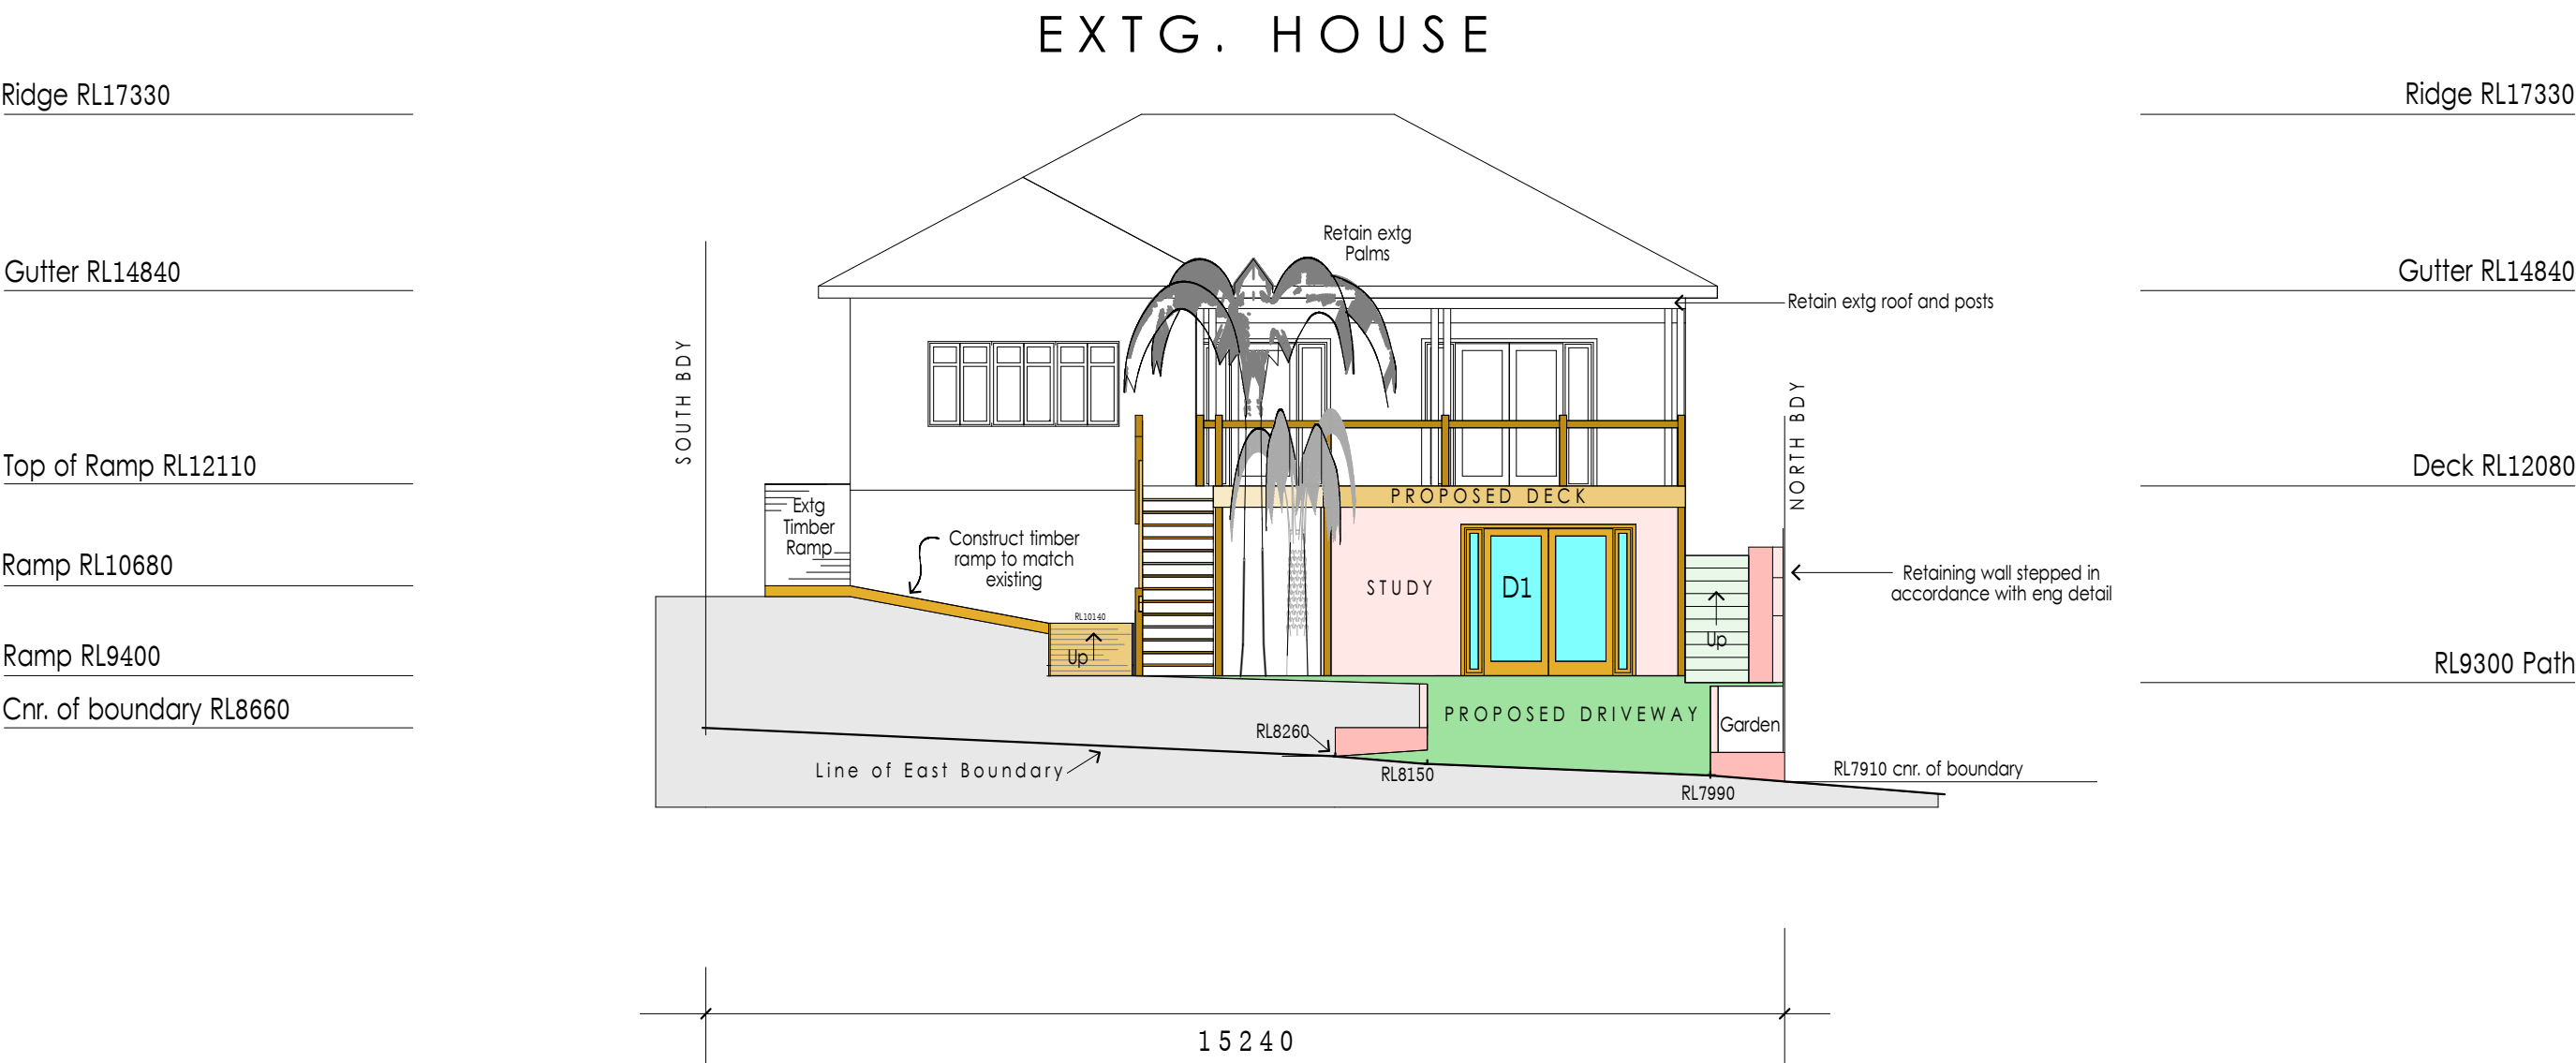 EXTG. HOUSE
Ridge RL17330
Ridge RL17330
Retain extg
Palms
Gutter RL14840
Gutter RL14840
Retain extg roof and posts
SOUTH BDY
NORTH BDY
Top of Ramp RL12110
Deck RL12080
PROPOSED DECK
Extg
Timber
Ramp
Construct timber
ramp to match
existing
Ramp RL10680
STUDY
D1
Retaining wall stepped in
accordance with eng detail
RL10140
Up
Up
Ramp RL9400
RL9300 Path
Cnr. of boundary RL8660
PROPOSED DRIVEWAY
Garden
RL8260
Line of East Boundary
RL8150
RL7910 cnr. of boundary
RL7990
15240